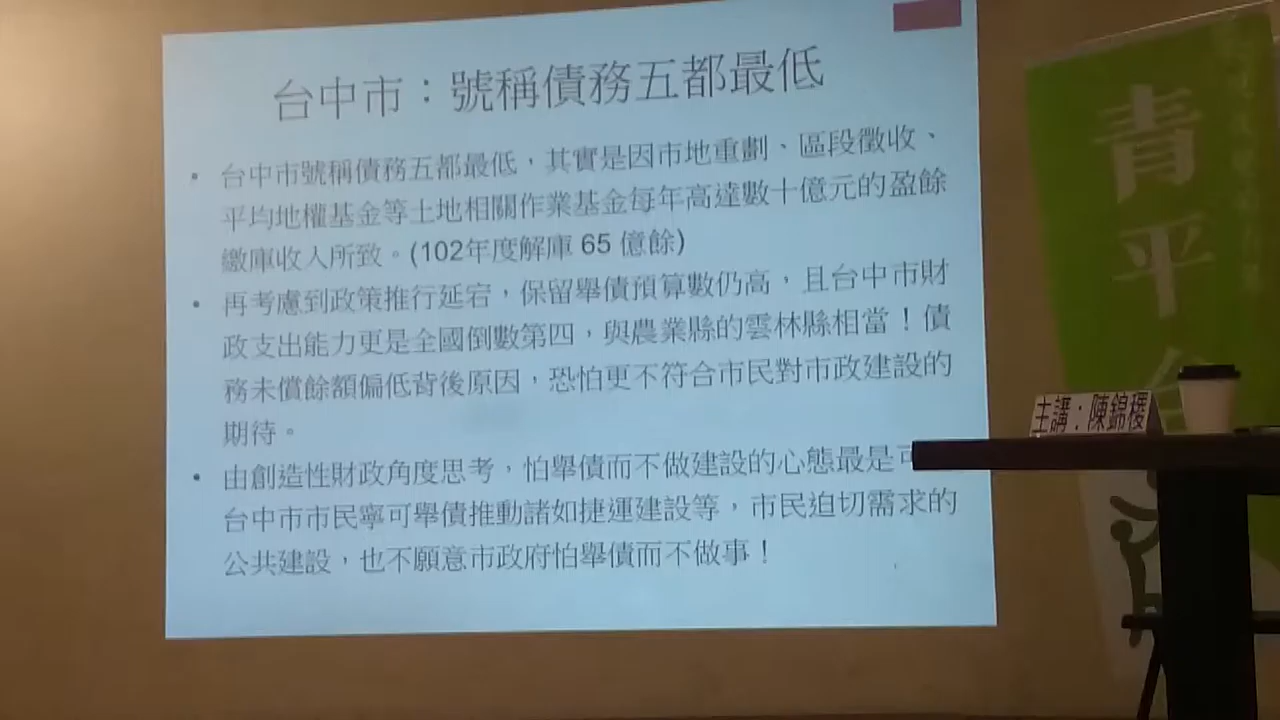 台中市：號稱債務五都最低
• 台中市號稱債務五都最低，其實是因市地重劃、區段徵收、
平均地權基金等土地相關作業基金每年高達數十億元的盈餘
繳庫收入所致。(102年度解庫 65 億餘)
• 再考慮到政策推行延宕，保留舉債預算數仍高，且台中市財
政支出能力更是全國倒數第四，與農業縣的雲林縣相當！債
務未償餘額偏低背後原因，恐怕更不符合市民對市政建設的
期待。
• 由創造性財政角度思考，怕舉債而不做建設的心態最是可
台中市市民寧可舉債推動諸如捷運建設等，市民迫切需求的
公共建設，也不願意市政府怕舉債而不做事！
青平台
主講：陳錦稷